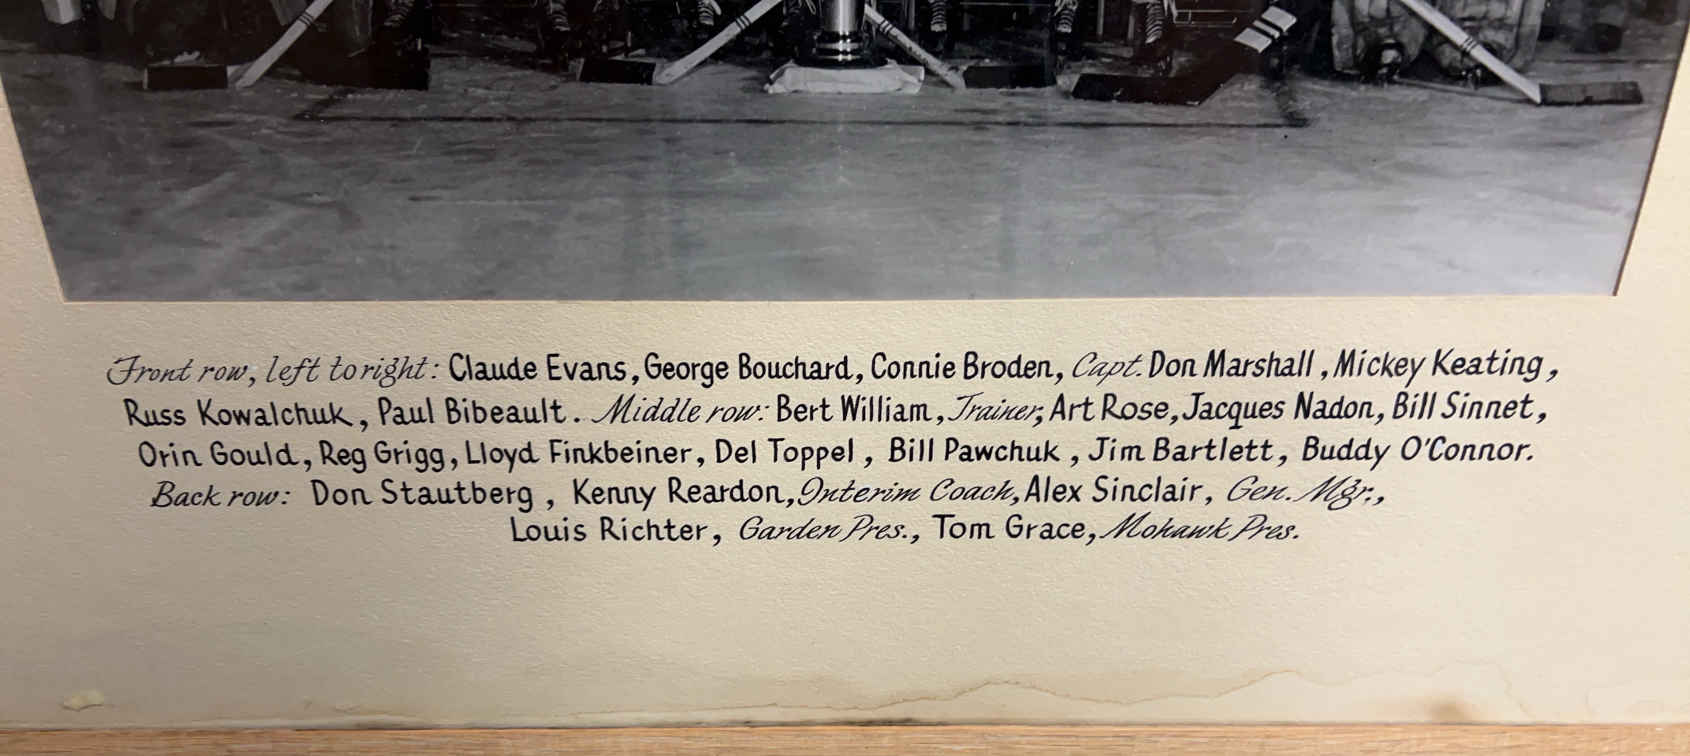 Front row, left to right: Claude Evans, George Bouchard, Connie Broden, Capt. Don Marshall, Mickey Keating,
Russ Kowalchuk, Paul Bibeault. Middle row: Bert William, Trainer, Art Rose, Jacques Nadon, Bill Sinnet,
Orin Gould, Reg Grigg, Lloyd Finkbeiner, Del Toppel, Bill Pawchuk, Jim Bartlett, Buddy O'Connor.
Back row: Don Stautberg, Kenny Reardon, Interim Coach, Alex Sinclair, Gen. Mgr.,
Louis Richter, Garden Pres., Tom Grace, Mohawk Pres.